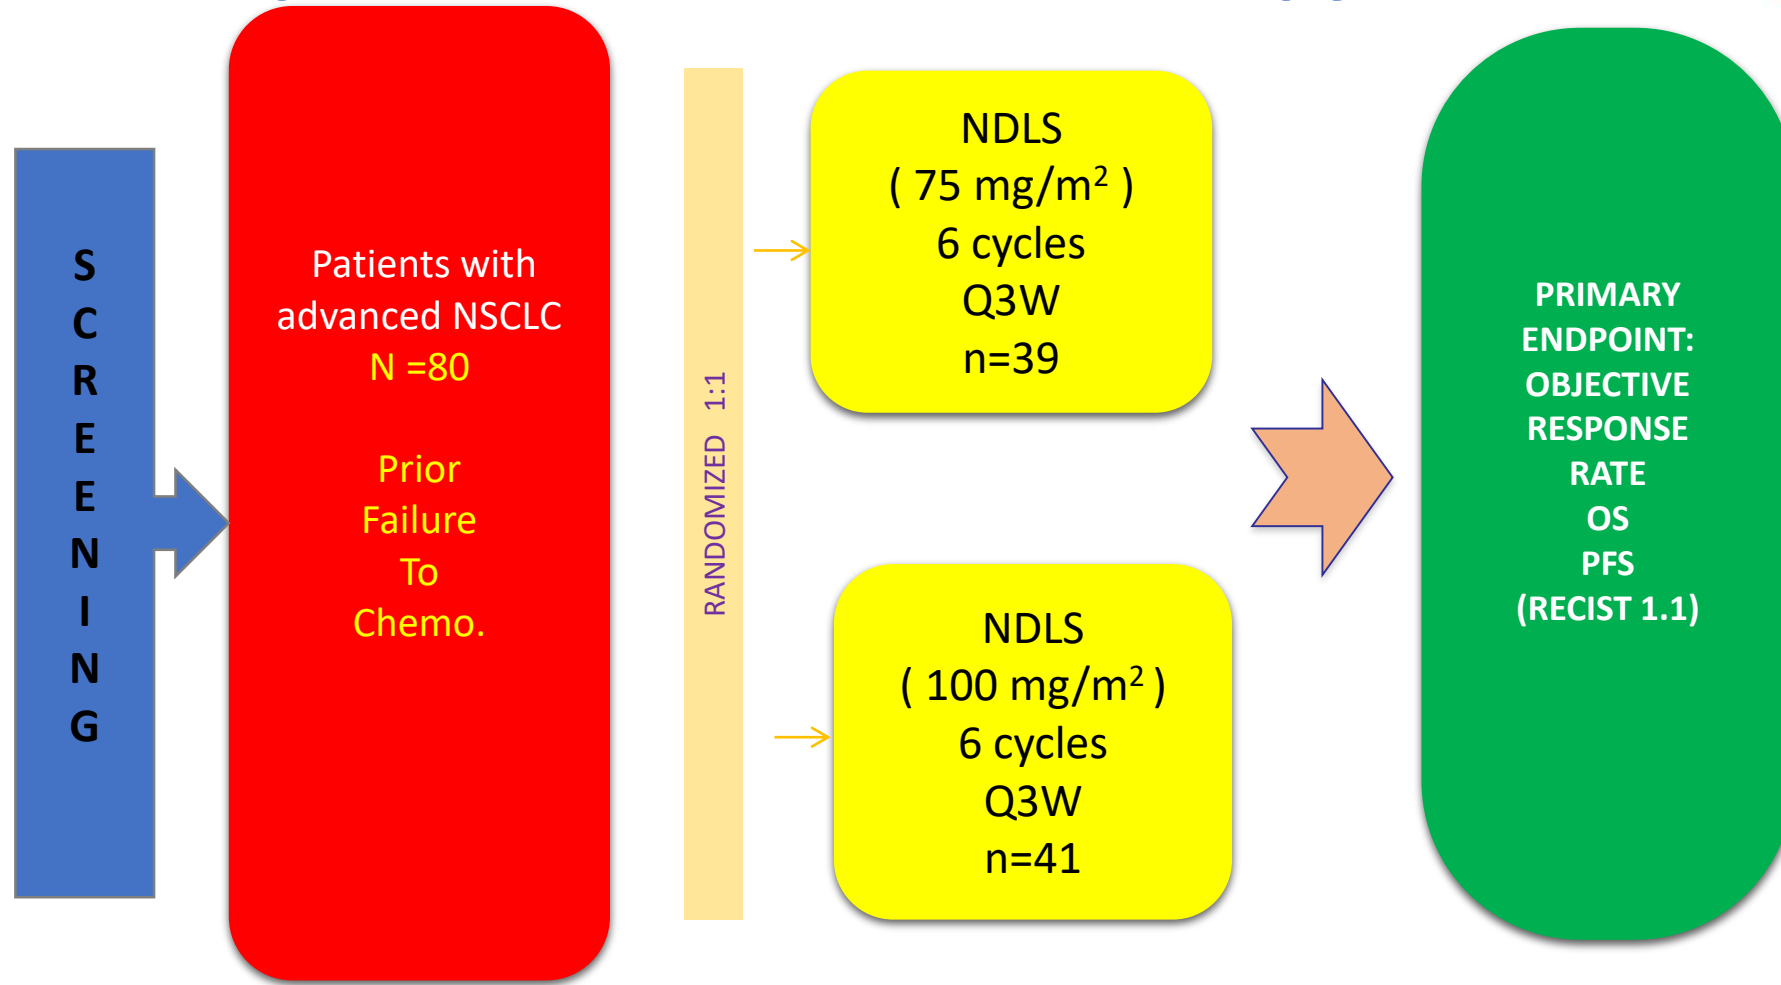 S
C
R
E
E
N
I
N
G
Patients with
advanced NSCLC
N =80
Prior
Failure
To
Chemo.
RANDOMIZED 1:1
NDLS
( 75 mg/m²)
6 cycles
Q3W
n=39
NDLS
( 100 mg/m²)
6 cycles
Q3W
n=41
PRIMARY
ENDPOINT:
OBJECTIVE
RESPONSE
RATE
OS
PFS
(RECIST 1.1)